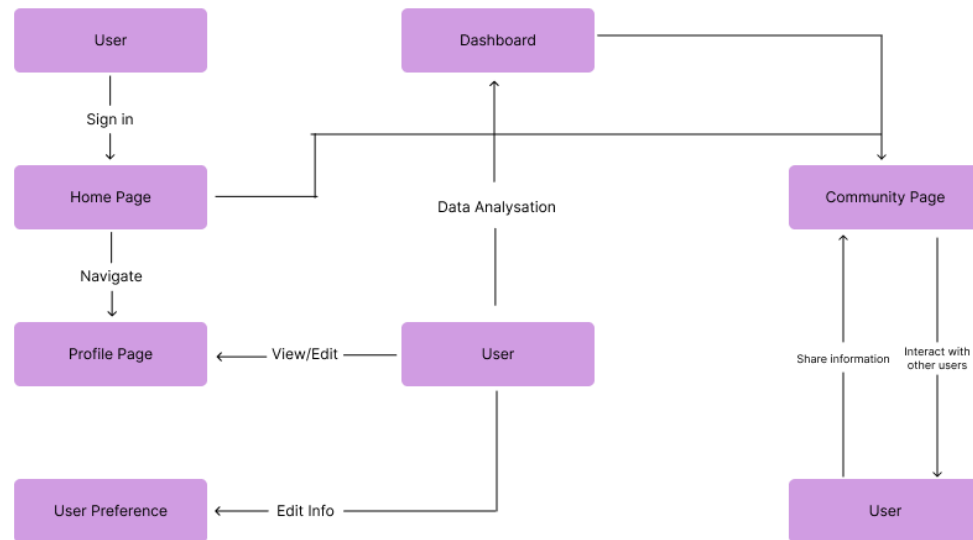 User
Dashboard
Sign in
Home Page
Data Analysation
Community Page
Navigate
Profile Page
View/Edit
User
Share information
Interact with
other users
User Preference
Edit Info
User